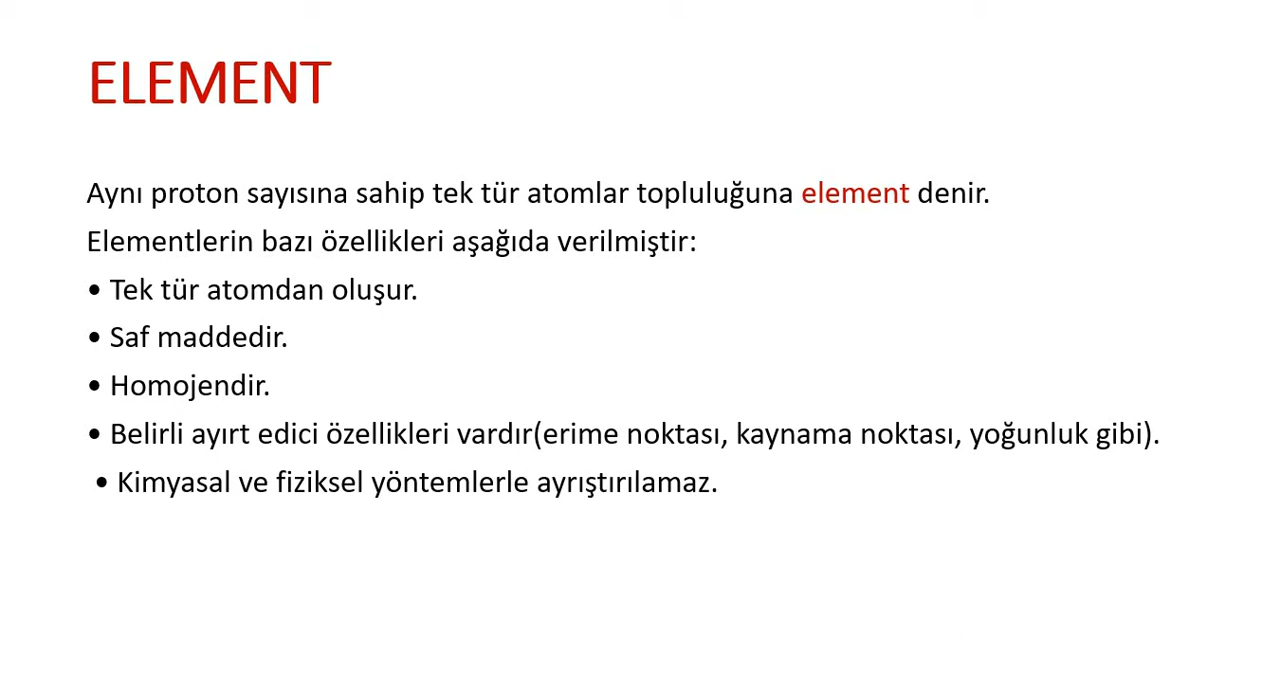 ELEMENT
Aynı proton sayısına sahip tek tür atomlar topluluğuna element denir.
Elementlerin bazı özellikleri aşağıda verilmiştir:
• Tek tür atomdan oluşur.
• Saf maddedir.
• Homojendir.
• Belirli ayırt edici özellikleri vardır(erime noktası, kaynama noktası, yoğunluk gibi).
• Kimyasal ve fiziksel yöntemlerle ayrıştırılamaz.